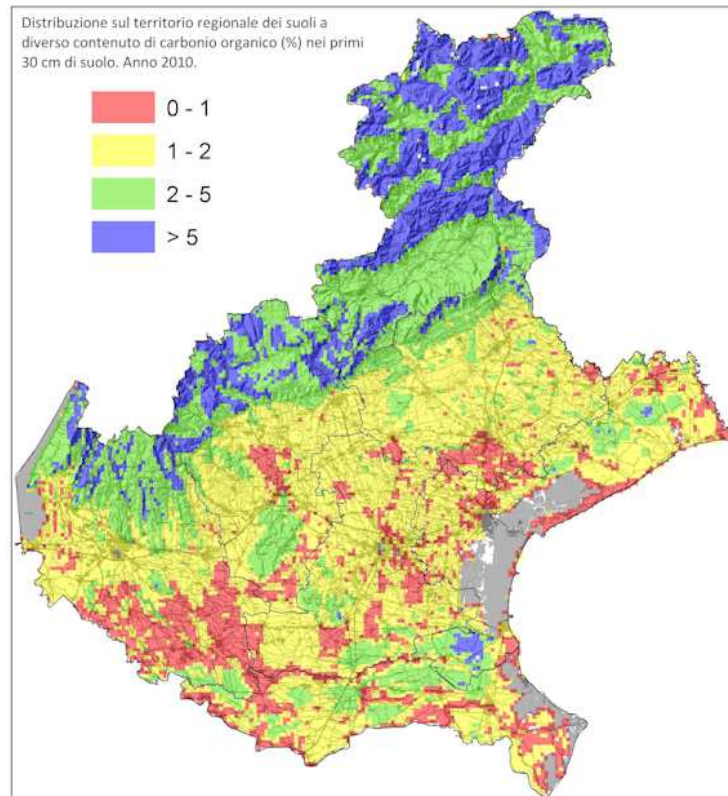 Distribuzione sul territorio regionale dei suoli a
diverso contenuto di carbonio organico (%) nei primi
30 cm di suolo. Anno 2010.
0 - 1
1 - 2
2 - 5
> 5